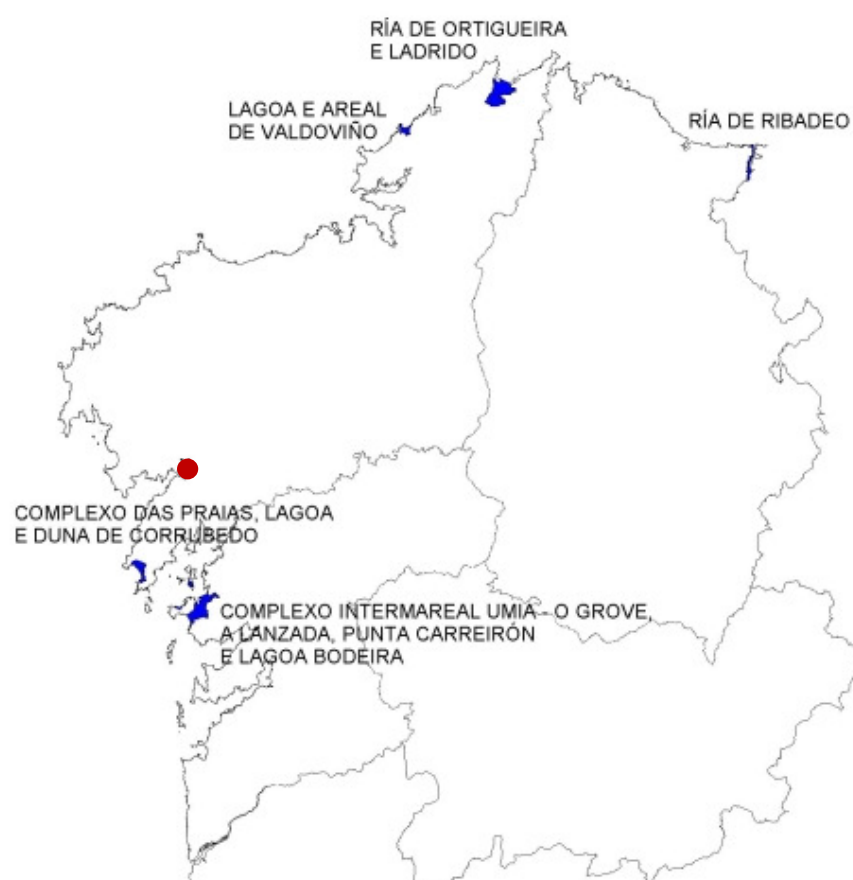 RÍA DE ORTIGUEIRA
E LADRIDO
LAGOA E AREAL
DE VALDOVIÑO
RÍA DE RIBADEO
COMPLEXO DAS PRAIAS, LAGOA
E DUNA DE CORRUBEDO
COMPLEXO INTERMAREAL UMIA - O GROVE,
A LANZADA, PUNTA CARREIRÓN
E LAGOA BODEIRA